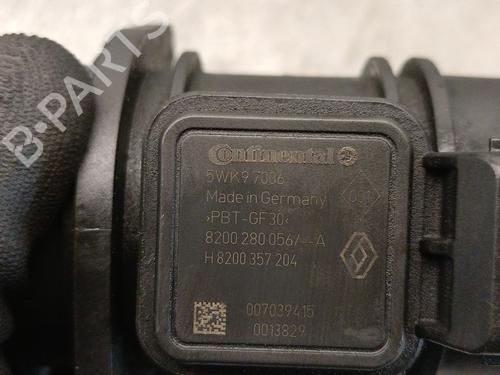 B-PARTS
Continental
5WK9 7006
Made in Germany
›PBT-GF30‹
8200 280 056/--A
H 8200 357 204
007039415
0013829